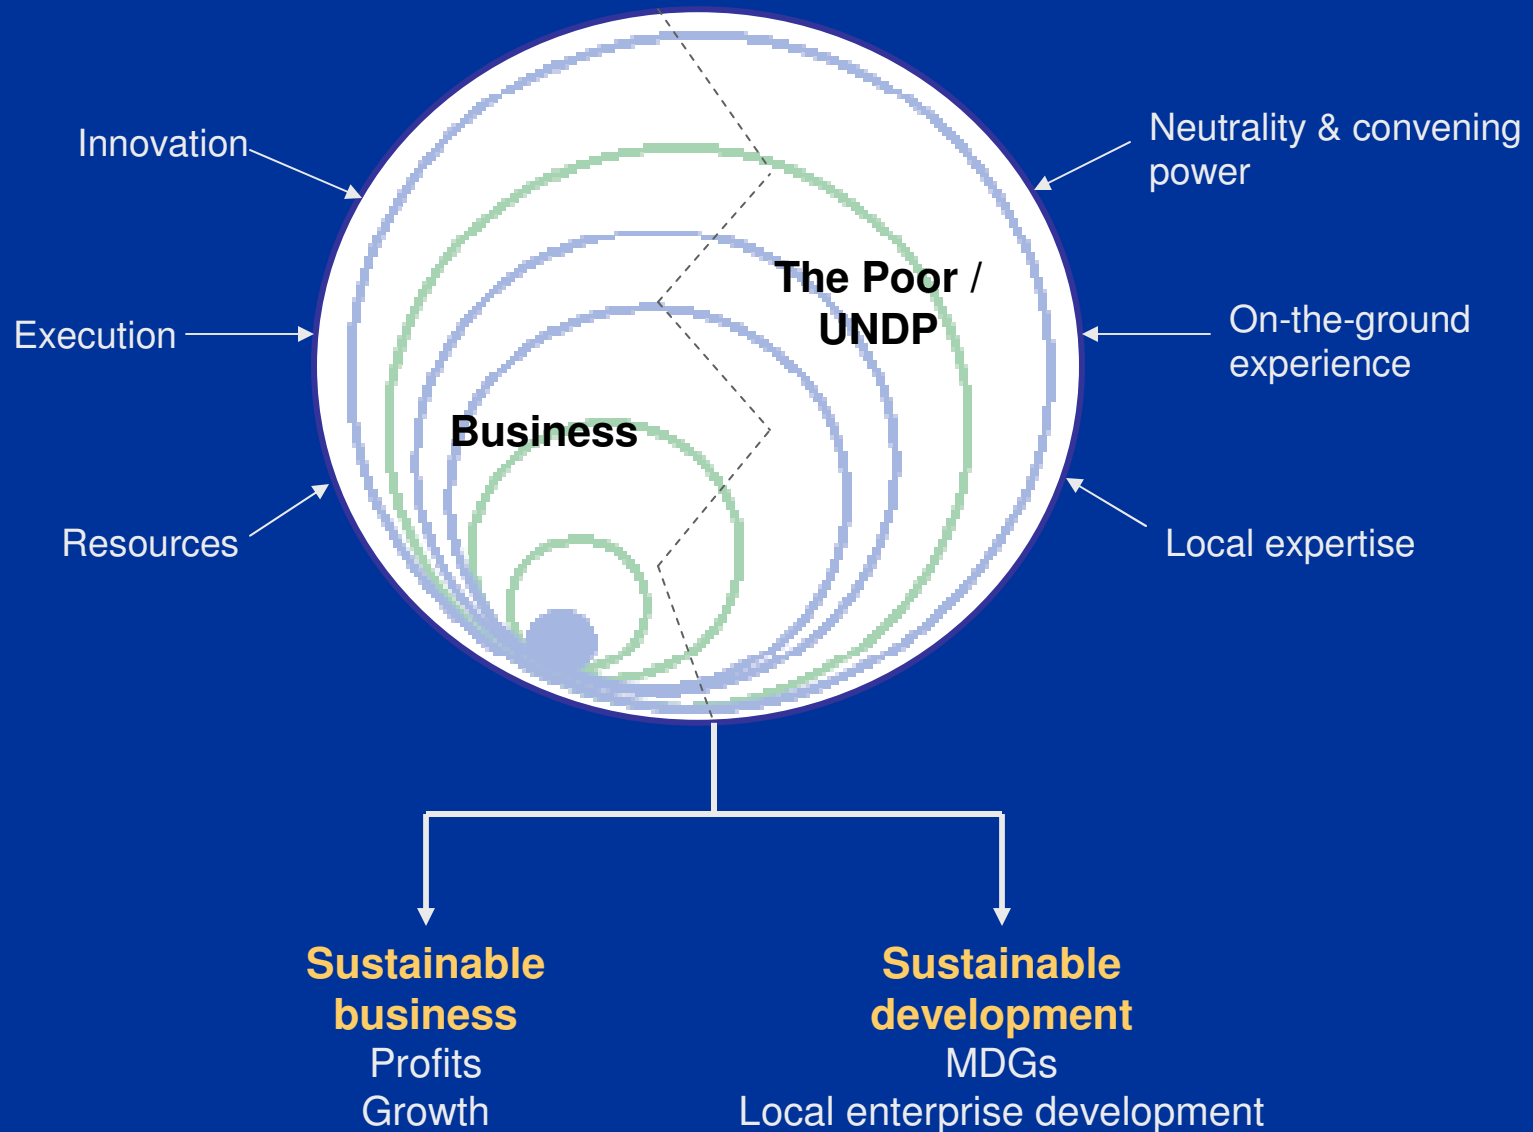 Innovation
Execution
Resources
Business
The Poor /
UNDP
Neutrality & convening
power
On-the-ground
experience
Local expertise
Sustainable
business
Profits
Growth
Sustainable
development
MDGs
Local enterprise development